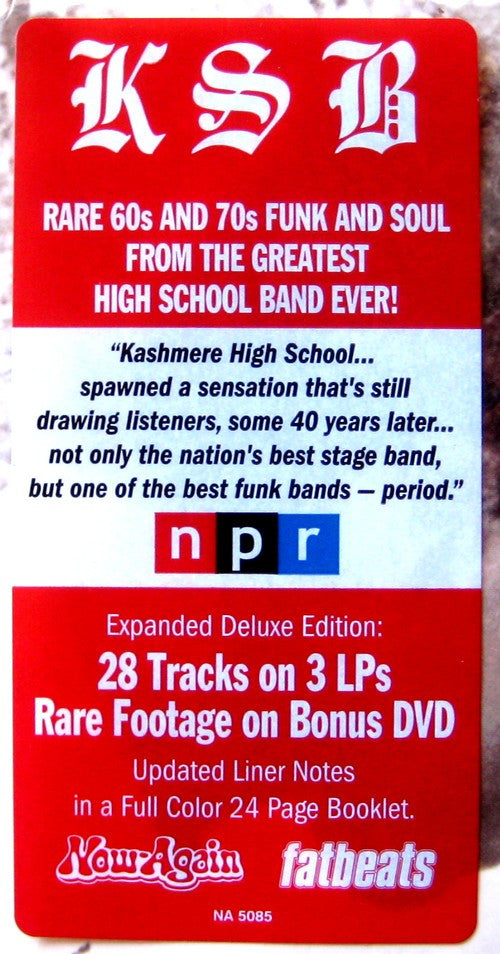 K S B
RARE 60s AND 70s FUNK AND SOUL
FROM THE GREATEST
HIGH SCHOOL BAND EVER!
“Kashmere High School...
spawned a sensation that's still
drawing listeners, some 40 years later...
not only the nation's best stage band,
but one of the best funk bands — period.”
npr
Expanded Deluxe Edition:
28 Tracks on 3 LPs
Rare Footage on Bonus DVD
Updated Liner Notes
in a Full Color 24 Page Booklet.
Now-Again fatbeats
NA 5085